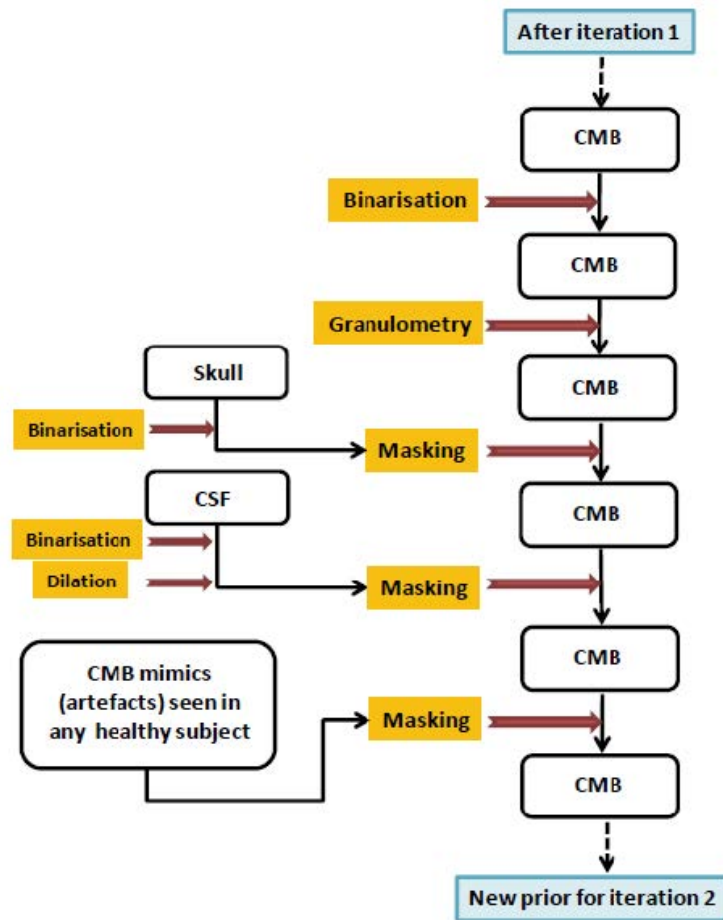 After iteration 1
CMB
Binarisation
CMB
Granulometry
CMB
Skull
Binarisation
Masking
CMB
CSF
Binarisation
Dilation
Masking
CMB
CMB mimics
(artefacts) seen in
any healthy subject
Masking
CMB
New prior for iteration 2